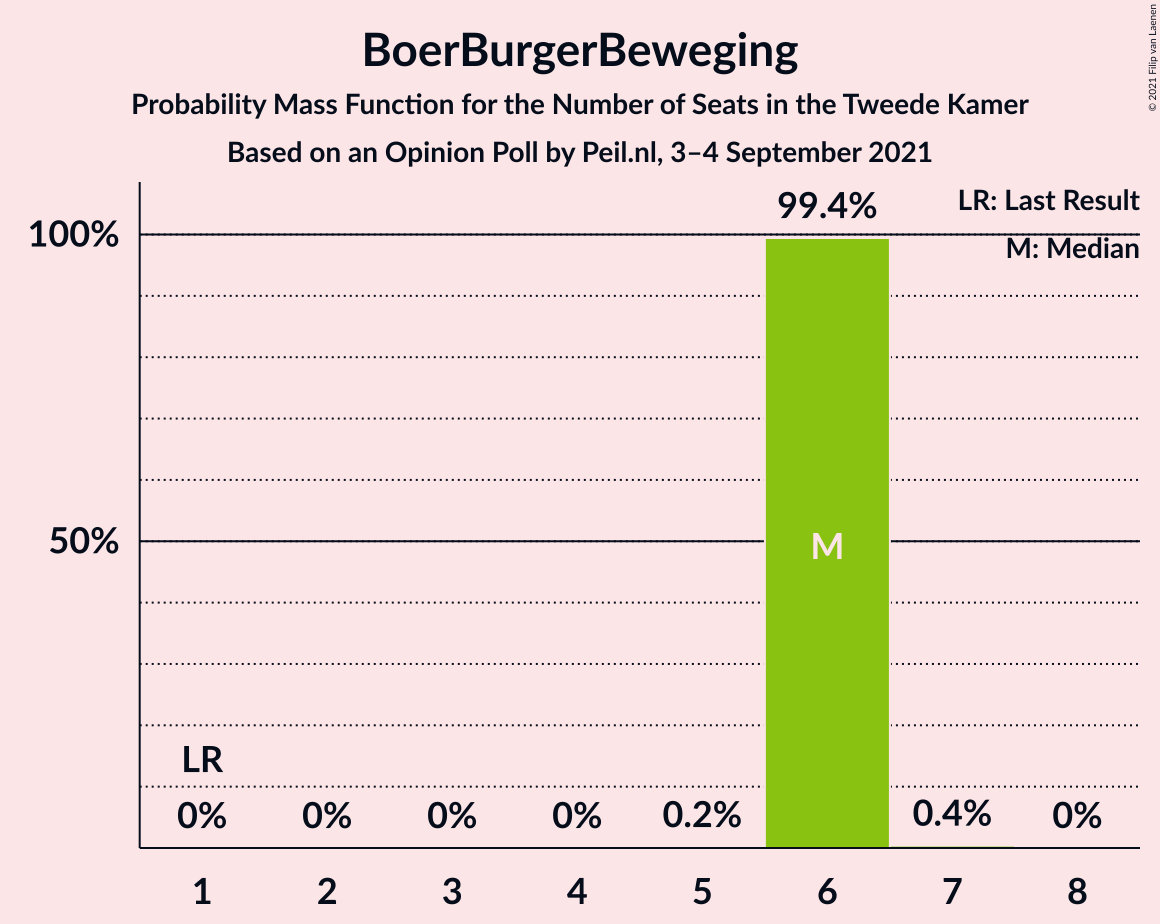 BoerBurgerBeweging
Probability Mass Function for the Number of Seats in the Tweede Kamer
Based on an Opinion Poll by Peil.nl, 3–4 September 2021
© 2021 Filip van Laenen
LR: Last Result
M: Median
100%
50%
99.4%
M
LR
0% 0% 0% 0% 0.2% 0.4% 0%
1 2 3 4 5 6 7 8